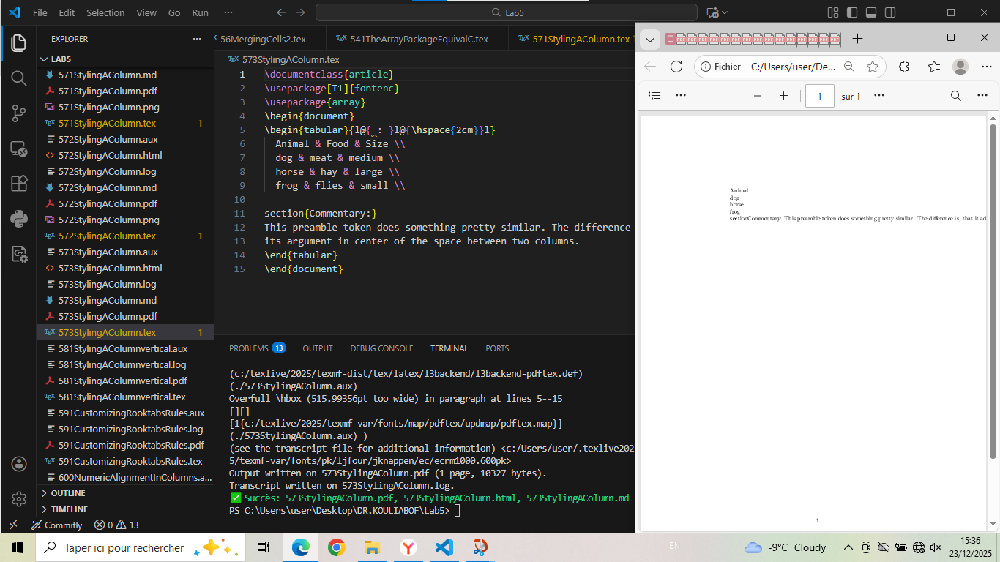 File Edit Selection View Go Run ··· Lab5
EXPLORER ···
LAB5
571StylingAColumn.md
571StylingAColumn.pdf
571StylingAColumn.png
571StylingAColumn.tex 1
572StylingAColumn.aux
572StylingAColumn.html
572StylingAColumn.log
572StylingAColumn.md
572StylingAColumn.pdf
572StylingAColumn.png
572StylingAColumn.tex 1
573StylingAColumn.aux
573StylingAColumn.html
573StylingAColumn.log
573StylingAColumn.md
573StylingAColumn.pdf
573StylingAColumn.tex 1
581StylingAColumnvertical.aux
581StylingAColumnvertical.log
581StylingAColumnvertical.pdf
581StylingAColumnvertical.tex
591CustomizingRooktabsRules.aux
591CustomizingRooktabsRules.log
591CustomizingRooktabsRules.pdf
591CustomizingRooktabsRules.tex
600NumericAlignmentInColumns.a...
OUTLINE
TIMELINE
56MergingCells2.tex 541TheArrayPackageEquivalC.tex 571StylingAColumn.tex 1
573StylingAColumn.tex
1 \documentclass{article}
2 \usepackage[T1]{fontenc}
3 \usepackage{array}
4 \begin{document}
5 \begin{tabular}{l@{ : }l@{\hspace{2cm}}l}
6 Animal & Food & Size \\
7 dog & meat & medium \\
8 horse & hay & large \\
9 frog & flies & small \\
10
11 section{Commentary:}
12 This preamble token does something pretty similar. The difference
13 its argument in center of the space between two columns.
14 \end{tabular}
15 \end{document}
PROBLEMS 13 OUTPUT DEBUG CONSOLE TERMINAL PORTS
(c:/texlive/2025/texmf-dist/tex/latex/l3backend/l3backend-pdftex.def)
(./573StylingAColumn.aux)
Overfull \hbox (515.99356pt too wide) in paragraph at lines 5--15
[][]
[1{c:/texlive/2025/texmf-var/fonts/map/pdftex/updmap/pdftex.map}]
(./573StylingAColumn.aux) )
(see the transcript file for additional information) <c:/Users/user/.texlive202
5/texmf-var/fonts/pk/ljfour/jknappen/ec/ecrm1000.600pk>
Output written on 573StylingAColumn.pdf (1 page, 10327 bytes).
Transcript written on 573StylingAColumn.log.
Succès: 573StylingAColumn.pdf, 573StylingAColumn.html, 573StylingAColumn.md
PS C:\Users\user\Desktop\DR.KOULIABOF\Lab5>
Commitly 0 13
Fichier C:/Users/user/De...
1 sur 1
Animal
dog
horse
frog
sectionCommentary: This preamble token does something pretty similar. The difference is, that it ad
1
Taper ici pour rechercher
EN
-9°C Cloudy
15:36
23/12/2025